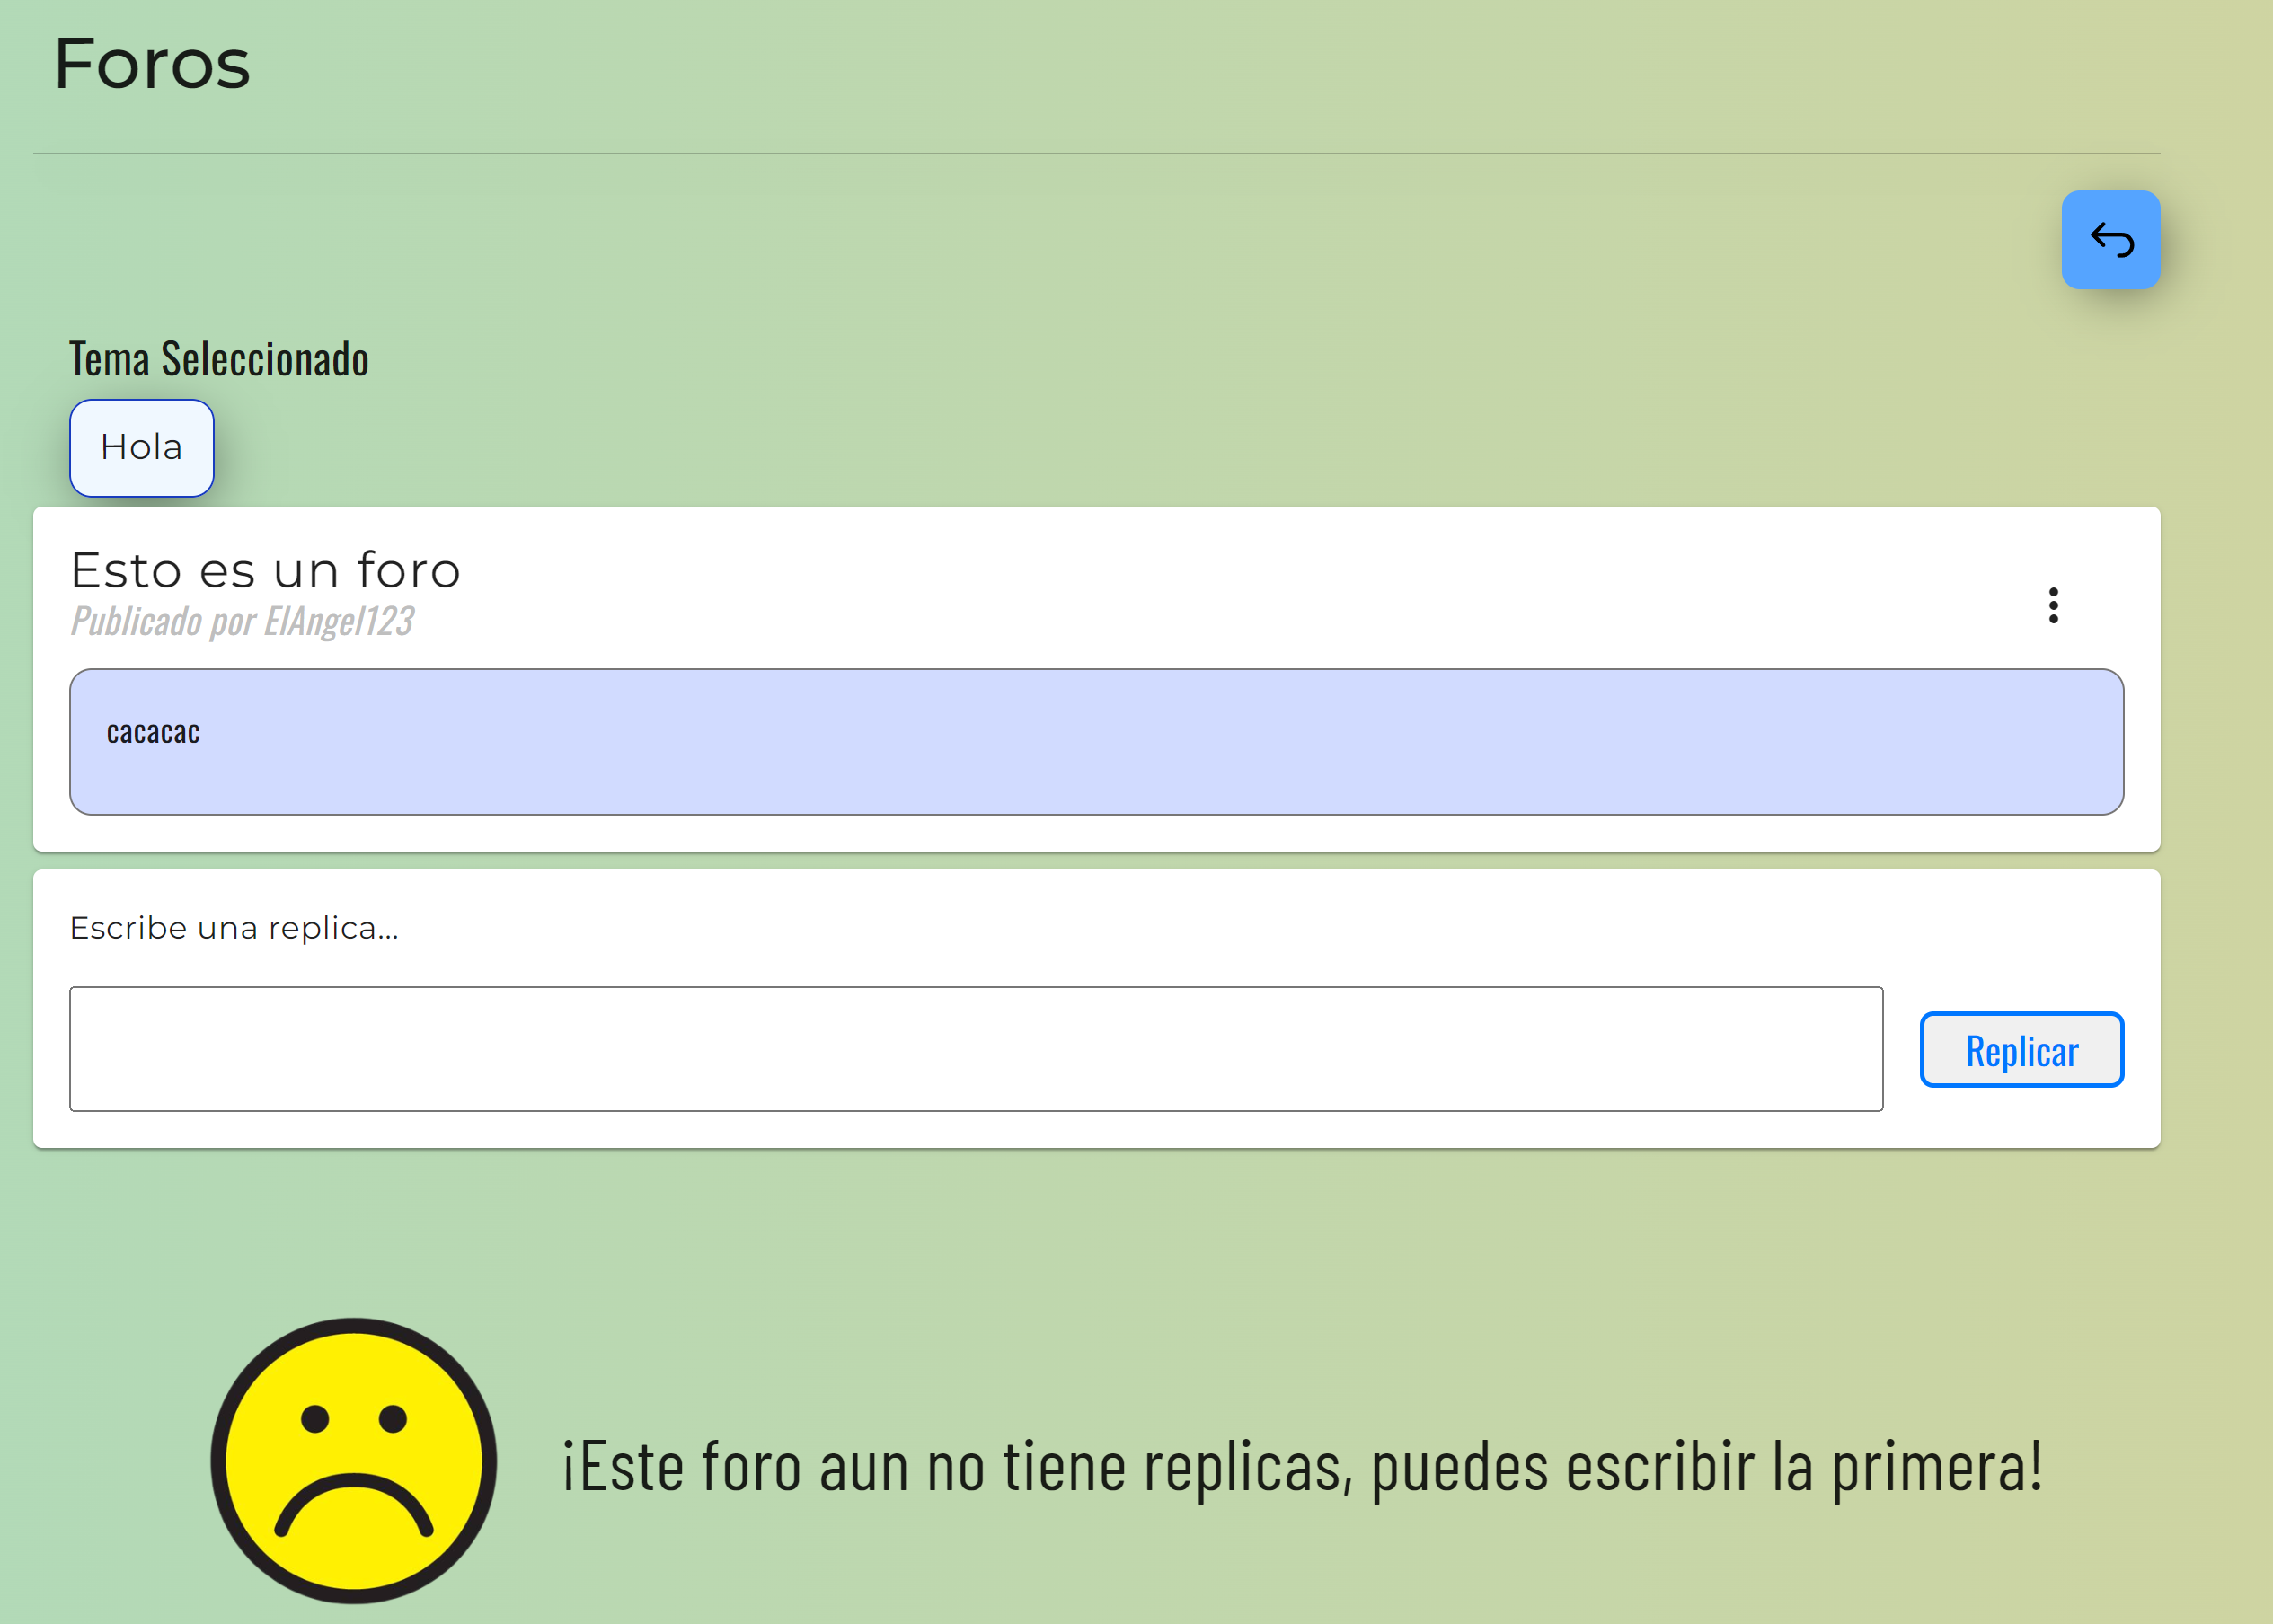 Foros
Tema Seleccionado
Hola
Esto es un foro
Publicado por ElAngel123
cacacac
Escribe una replica...
Replicar
¡Este foro aun no tiene replicas, puedes escribir la primera!